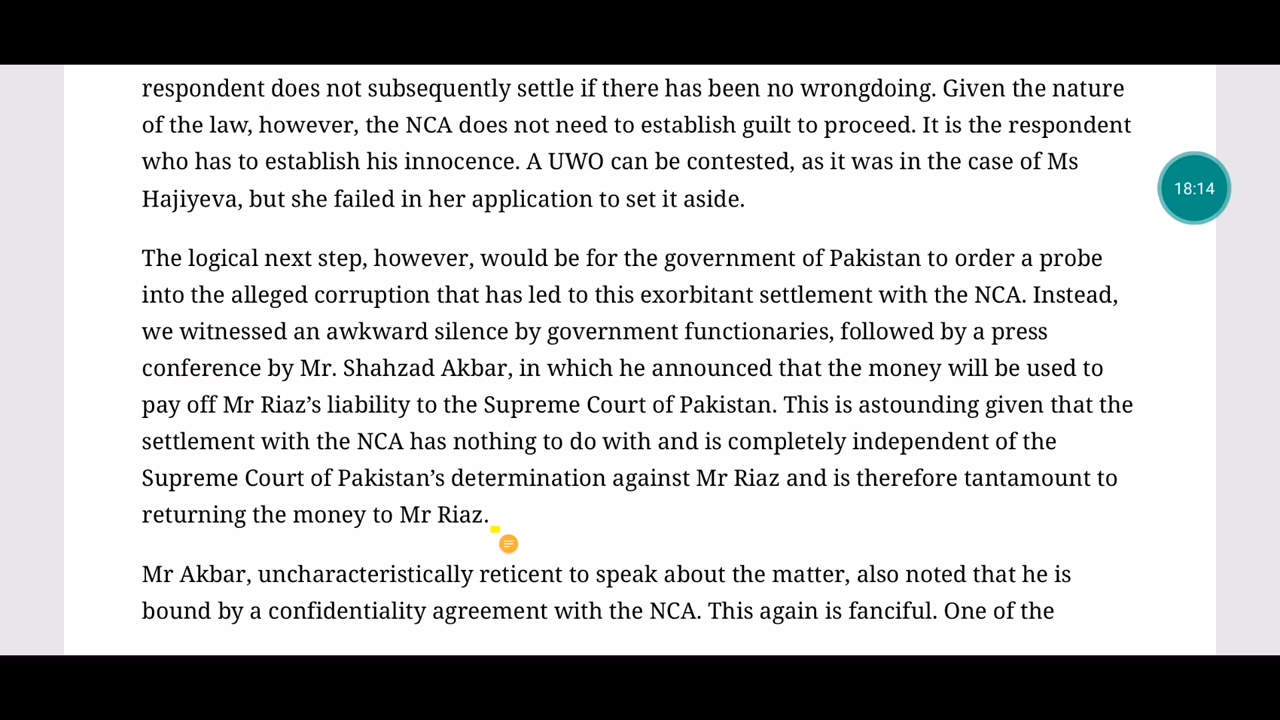 respondent does not subsequently settle if there has been no wrongdoing. Given the nature
of the law, however, the NCA does not need to establish guilt to proceed. It is the respondent
who has to establish his innocence. A UWO can be contested, as it was in the case of Ms
Hajiyeva, but she failed in her application to set it aside.
18:14
The logical next step, however, would be for the government of Pakistan to order a probe
into the alleged corruption that has led to this exorbitant settlement with the NCA. Instead,
we witnessed an awkward silence by government functionaries, followed by a press
conference by Mr. Shahzad Akbar, in which he announced that the money will be used to
pay off Mr Riaz’s liability to the Supreme Court of Pakistan. This is astounding given that the
settlement with the NCA has nothing to do with and is completely independent of the
Supreme Court of Pakistan’s determination against Mr Riaz and is therefore tantamount to
returning the money to Mr Riaz.
Mr Akbar, uncharacteristically reticent to speak about the matter, also noted that he is
bound by a confidentiality agreement with the NCA. This again is fanciful. One of the